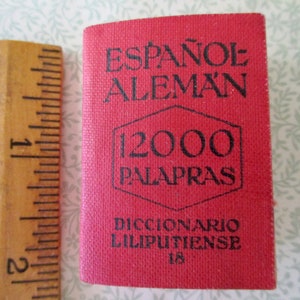 ESPAÑOL-
ALEMÁN
12000
PALAPRAS
DICCIONARIO
LILIPUTIENSE
18
1
2